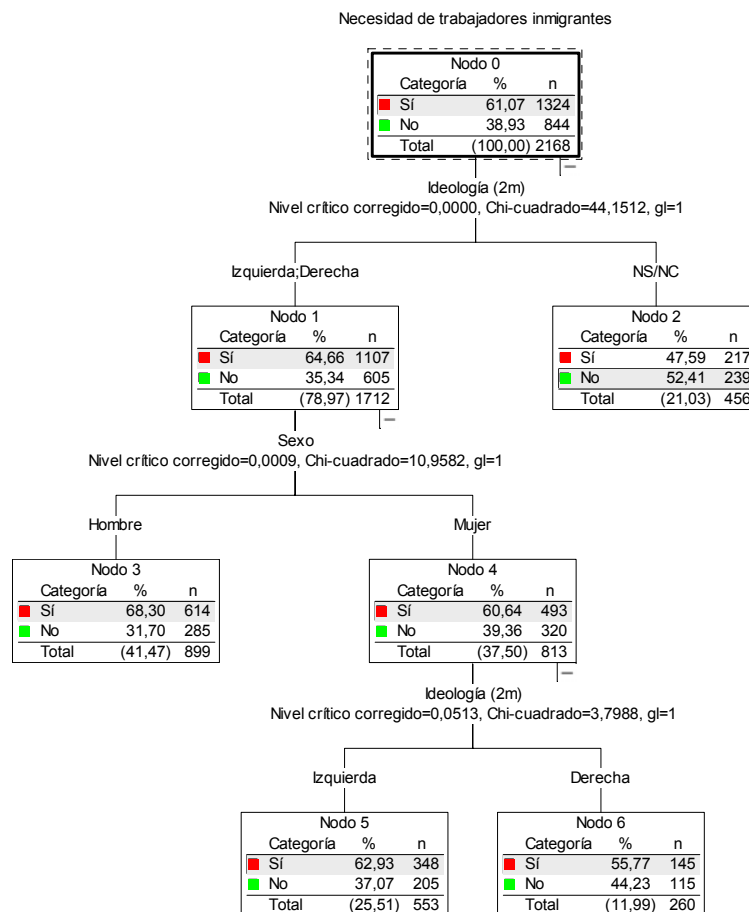 Necesidad de trabajadores inmigrantes
Nodo 0
Categoría % n
Sí 61,07 1324
No 38,93 844
Total (100,00) 2168
Ideología (2m)
Nivel crítico corregido=0,0000, Chi-cuadrado=44,1512, gl=1
Izquierda;Derecha
NS/NC
Nodo 1
Categoría % n
Sí 64,66 1107
No 35,34 605
Total (78,97) 1712
Nodo 2
Categoría % n
Sí 47,59 217
No 52,41 239
Total (21,03) 456
Sexo
Nivel crítico corregido=0,0009, Chi-cuadrado=10,9582, gl=1
Hombre
Mujer
Nodo 3
Categoría % n
Sí 68,30 614
No 31,70 285
Total (41,47) 899
Nodo 4
Categoría % n
Sí 60,64 493
No 39,36 320
Total (37,50) 813
Ideología (2m)
Nivel crítico corregido=0,0513, Chi-cuadrado=3,7988, gl=1
Izquierda
Derecha
Nodo 5
Categoría % n
Sí 62,93 348
No 37,07 205
Total (25,51) 553
Nodo 6
Categoría % n
Sí 55,77 145
No 44,23 115
Total (11,99) 260